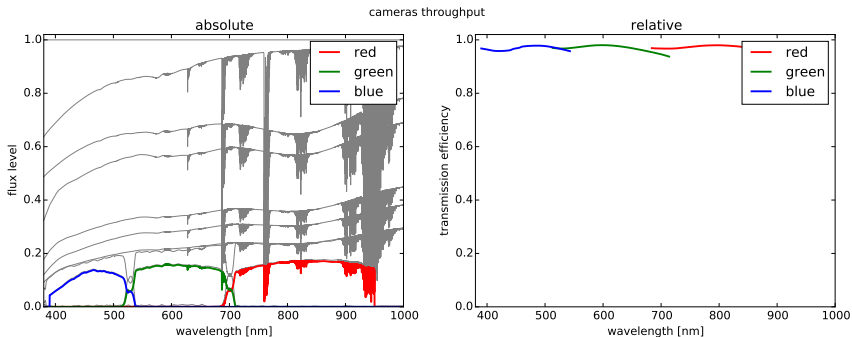 cameras throughput
absolute
relative
1.0
0.8
0.6
0.4
0.2
0.0
flux level
red
green
blue
400
500
600
700
800
900
1000
wavelength [nm]
1.0
0.8
0.6
0.4
0.2
0.0
transmission efficiency
red
green
blue
400
500
600
700
800
900
1000
wavelength [nm]